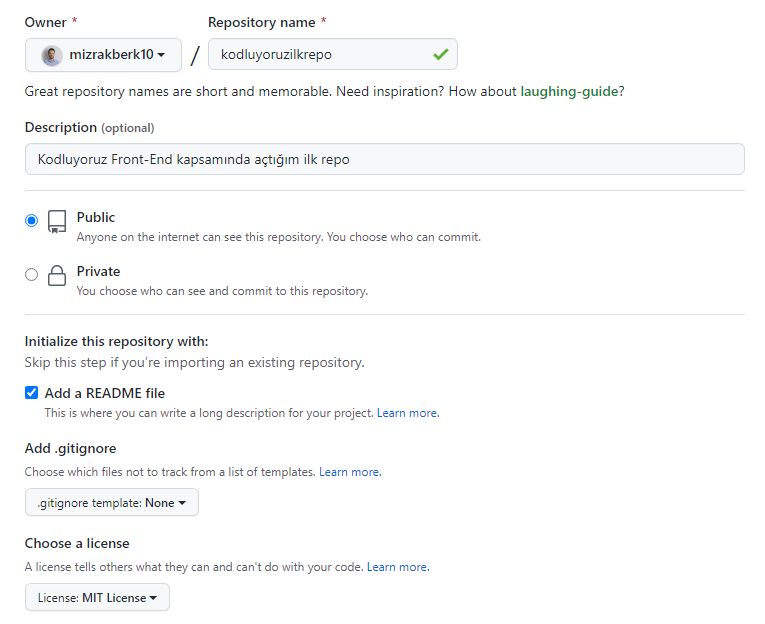 Owner * Repository name *
mizrakberk10 / kodluyoruzilkrepo
Great repository names are short and memorable. Need inspiration? How about laughing-guide?
Description (optional)
Kodluyoruz Front-End kapsamında açtığım ilk repo
Public
Anyone on the internet can see this repository. You choose who can commit.
Private
You choose who can see and commit to this repository.
Initialize this repository with:
Skip this step if you're importing an existing repository.
Add a README file
This is where you can write a long description for your project. Learn more.
Add .gitignore
Choose which files not to track from a list of templates. Learn more.
.gitignore template: None
Choose a license
A license tells others what they can and can't do with your code. Learn more.
License: MIT License